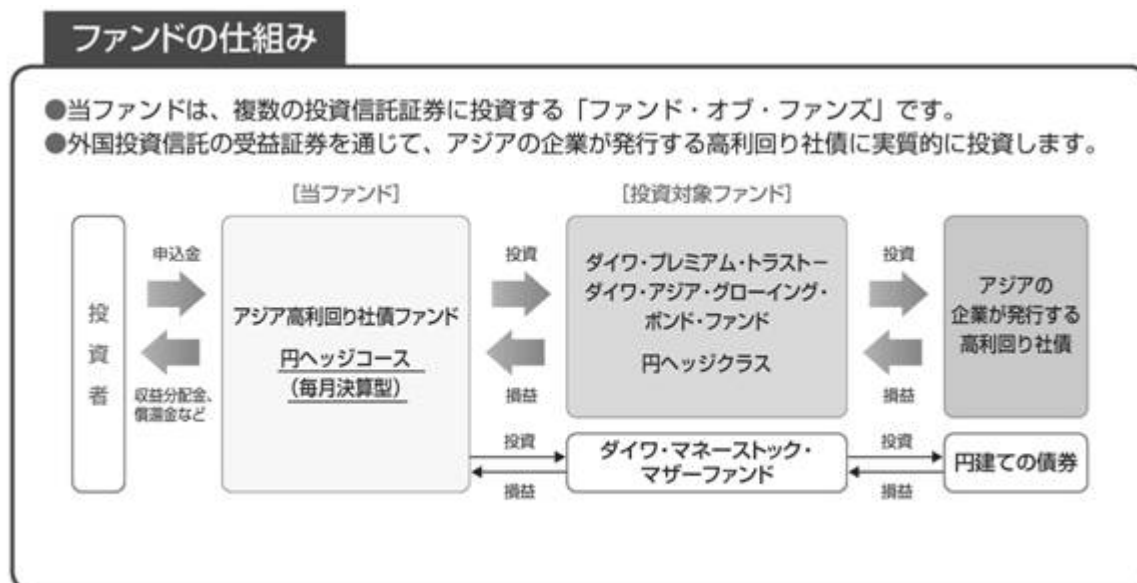 ファンドの仕組み
●当ファンドは、複数の投資信託証券に投資する「ファンド・オブ・ファンズ」です。
●外国投資信託の受益証券を通じて、アジアの企業が発行する高利回り社債に実質的に投資します。
[当ファンド]
[投資対象ファンド]
投資者
申込金
収益分配金、
償還金など
アジア高利回り社債ファンド
円ヘッジコース
(毎月決算型)
投資
損益
ダイワ・プレミアム・トラスト－
ダイワ・アジア・グローイング・
ボンド・ファンド
円ヘッジクラス
投資
損益
アジアの
企業が発行する
高利回り社債
投資
損益
ダイワ・マネーストック・
マザーファンド
投資
損益
円建ての債券